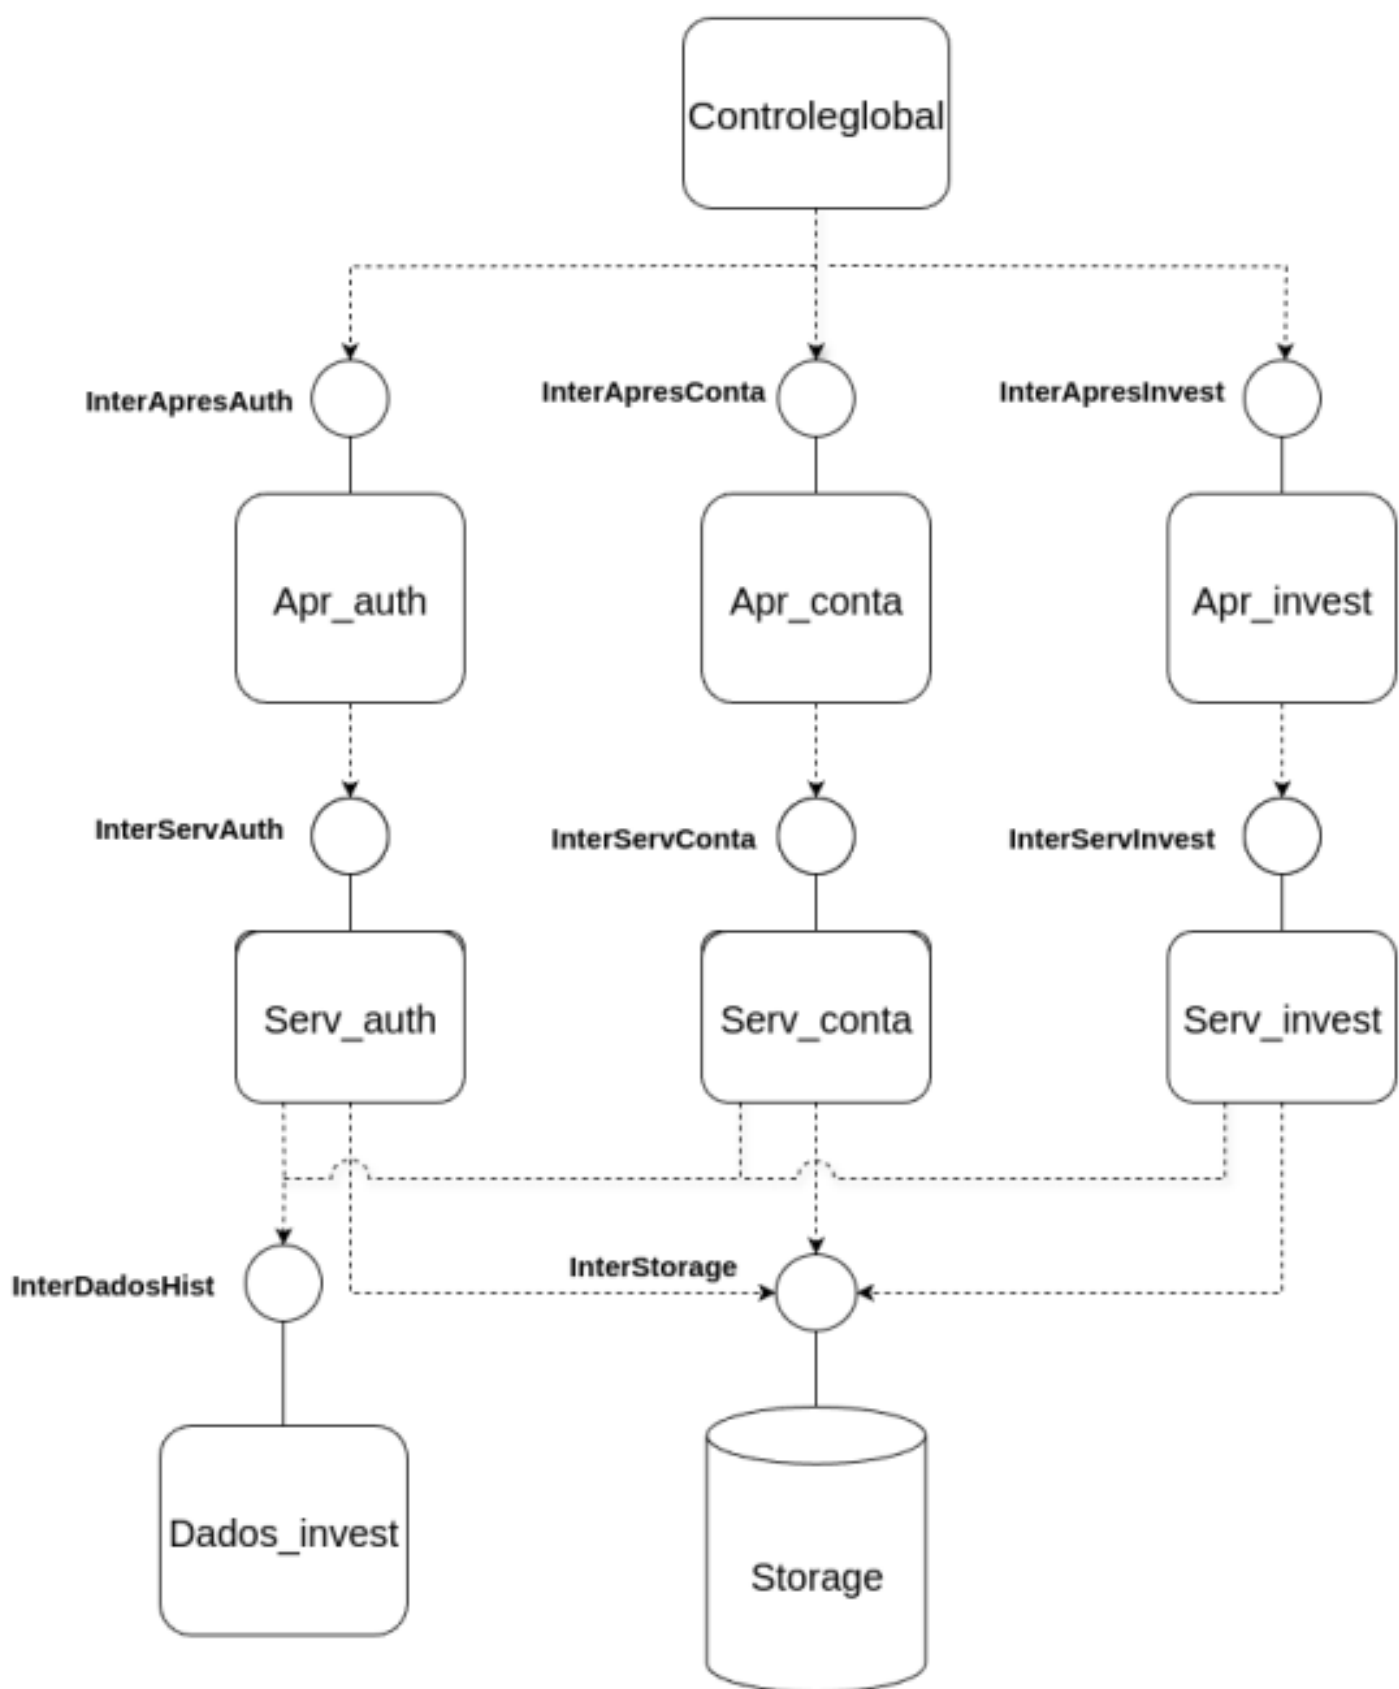 Controleglobal
InterApresAuth
InterApresConta
InterApresInvest
Apr_auth
Apr_conta
Apr_invest
InterServAuth
InterServConta
InterServInvest
Serv_auth
Serv_conta
Serv_invest
InterDadosHist
InterStorage
Dados_invest
Storage